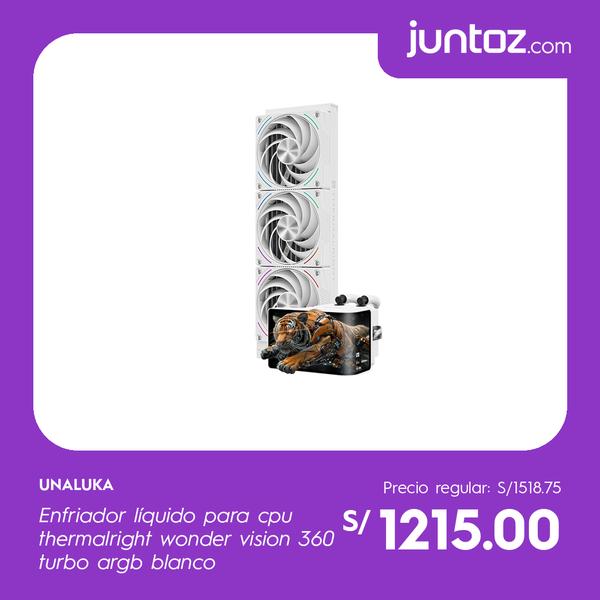 juntoz.com
UNALUKA
Enfriador líquido para cpu
thermalright wonder vision 360
turbo argb blanco
Precio regular: S/1518.75
S/ 1215.00